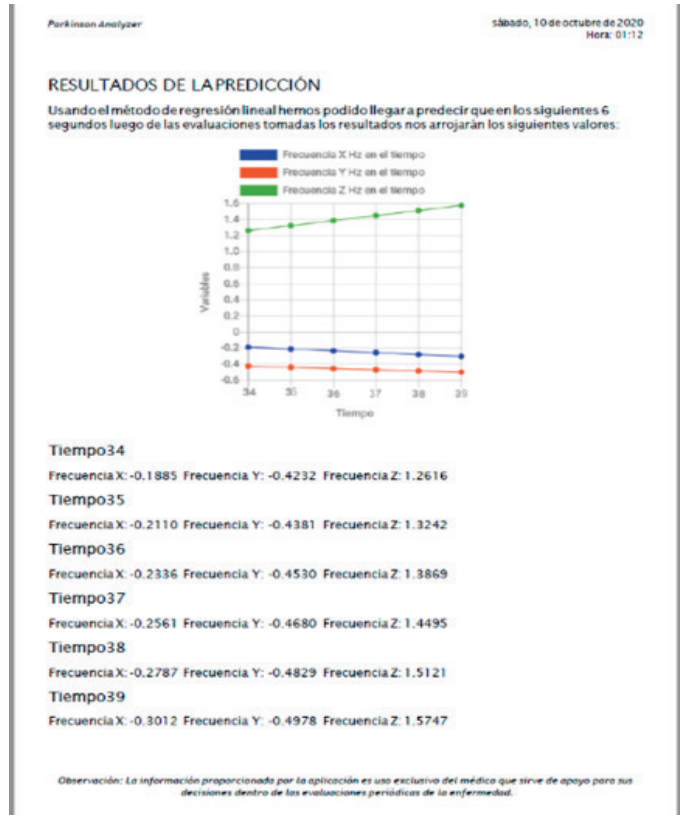 Parkinson Analyzer
sábado, 10 de octubre de 2020
Hora: 01:12
RESULTADOS DE LA PREDICCIÓN
Usando el método de regresión lineal hemos podido llegar a predecir que en los siguientes 6
segundos luego de las evaluaciones tomadas los resultados nos arrojarán los siguientes valores:
Frecuencia X Hz en el tiempo
Frecuencia Y Hz en el tiempo
Frecuencia Z Hz en el tiempo
1.6
1.4
1.2
1.0
0.8
0.6
0.4
0.2
0
-0.2
-0.4
-0.6
Variables
34 35 36 37 38 39
Tiempo
Tiempo34
Frecuencia X: -0.1885 Frecuencia Y: -0.4232 Frecuencia Z: 1.2616
Tiempo35
Frecuencia X: -0.2110 Frecuencia Y: -0.4381 Frecuencia Z: 1.3242
Tiempo36
Frecuencia X: -0.2336 Frecuencia Y: -0.4530 Frecuencia Z: 1.3869
Tiempo37
Frecuencia X: -0.2561 Frecuencia Y: -0.4680 Frecuencia Z: 1.4495
Tiempo38
Frecuencia X: -0.2787 Frecuencia Y: -0.4829 Frecuencia Z: 1.5121
Tiempo39
Frecuencia X: -0.3012 Frecuencia Y: -0.4978 Frecuencia Z: 1.5747
Observación: La información proporcionada por la aplicación es uso exclusivo del médico que sirve de apoyo para sus
decisiones dentro de las evaluaciones periódicas de la enfermedad.